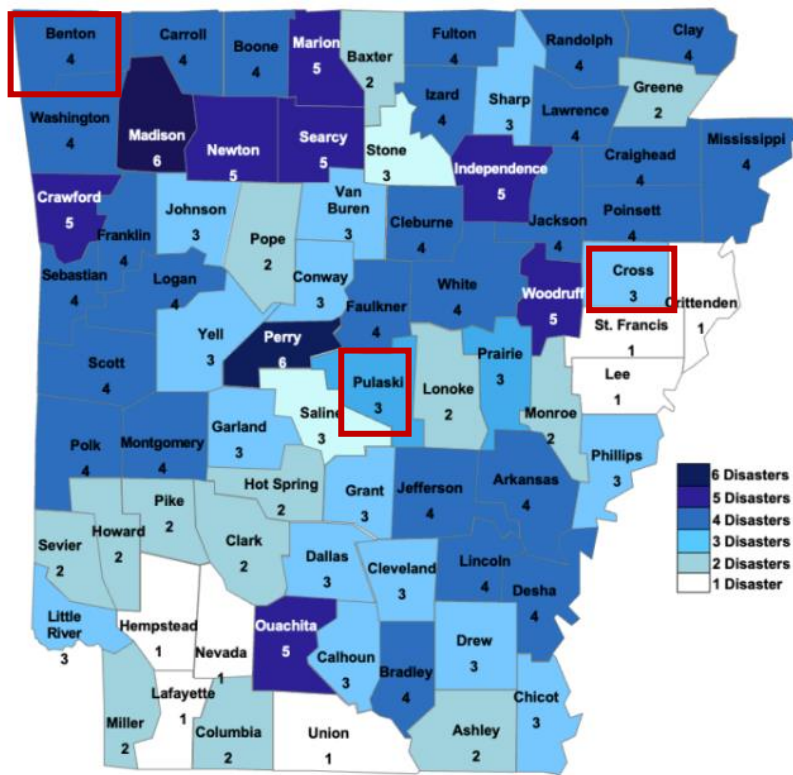 Benton
4
Carroll
4
Boone
4
Marion
5
Baxter
2
Fulton
4
Randolph
4
Clay
4
Washington
4
Madison
6
Newton
5
Searcy
5
Stone
3
Izard
4
Sharp
3
Lawrence
4
Greene
2
Craighead
4
Mississippi
4
Crawford
5
Franklin
4
Johnson
3
Pope
2
Van
Buren
3
Cleburne
4
Independence
5
Jackson
4
Poinsett
4
Sebastian
4
Logan
4
Conway
3
Faulkner
4
White
4
Woodruff
5
Cross
3
Crittenden
1
St. Francis
1
Scott
4
Yell
3
Perry
6
Pulaski
3
Lonoke
2
Prairie
3
Monroe
2
Lee
1
Phillips
3
Polk
4
Montgomery
4
Garland
3
Saline
3
Hot Spring
2
Grant
3
Jefferson
4
Arkansas
4
Sevier
2
Howard
2
Pike
2
Clark
2
Dallas
3
Cleveland
3
Lincoln
4
Desha
4
Little
River
3
Hempstead
1
Nevada
1
Ouachita
5
Calhoun
3
Bradley
4
Drew
3
Chicot
3
Miller
2
Lafayette
1
Columbia
2
Union
1
Ashley
2
6 Disasters
5 Disasters
4 Disasters
3 Disasters
2 Disasters
1 Disaster